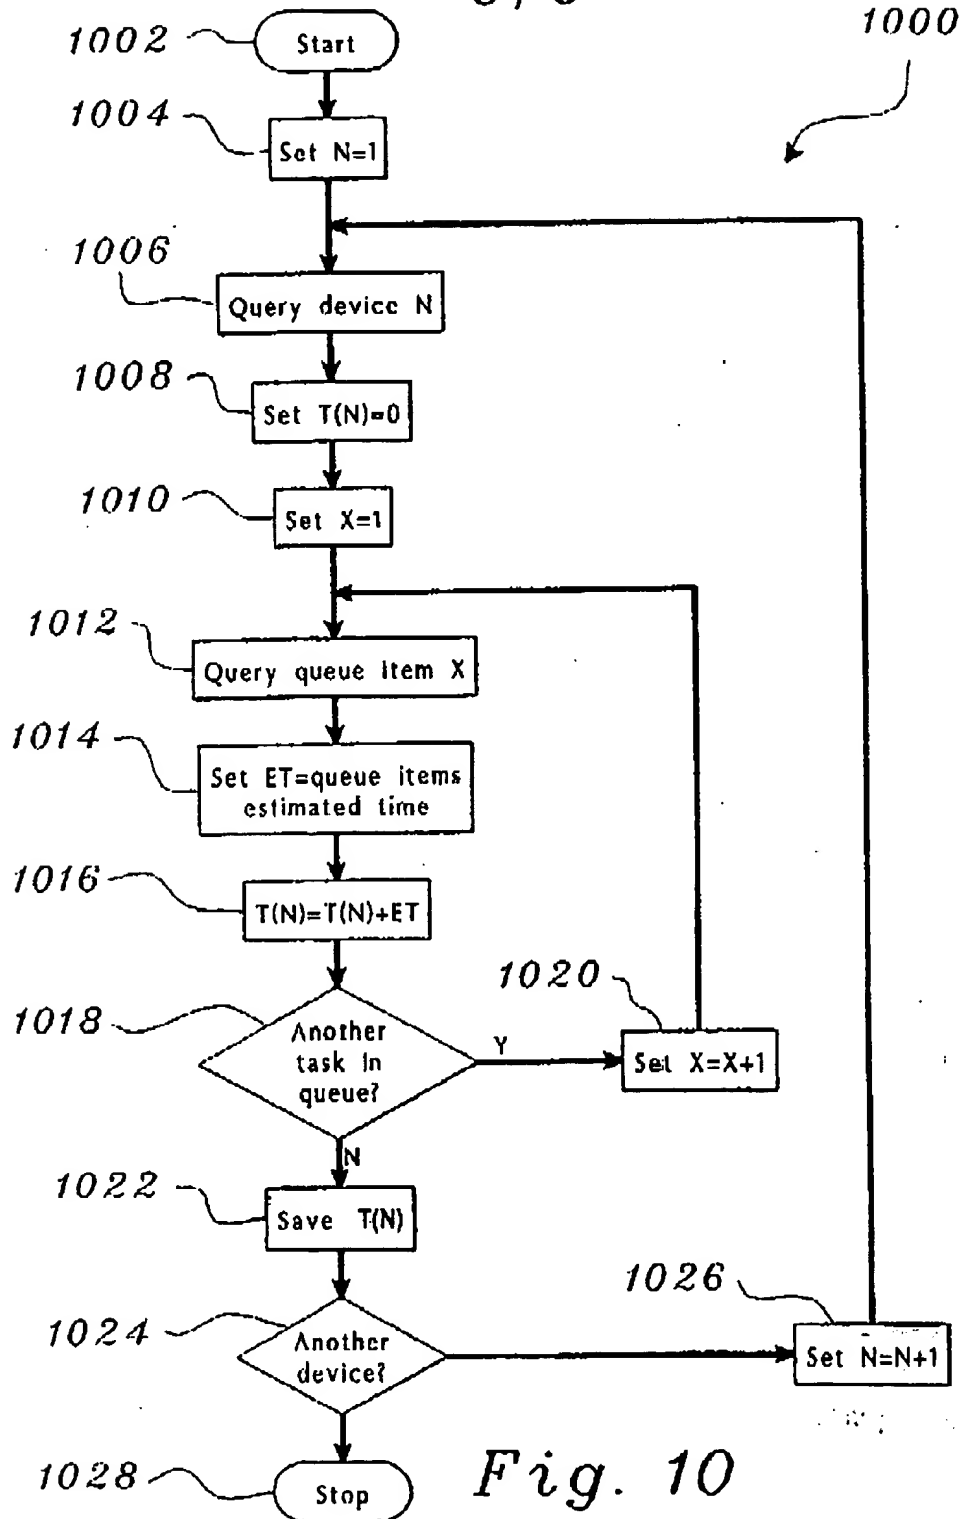 1000
1002
Start
1004
Set N=1
1006
Query device N
1008
Set T(N)=0
1010
Set X=1
1012
Query queue item X
1014
Set ET=queue items
estimated time
1016
T(N)=T(N)+ET
1018
Another
task in
queue?
Y
1020
Set X=X+1
N
1022
Save T(N)
1024
Another
device?
1026
Set N=N+1
1028
Stop
Fig. 10